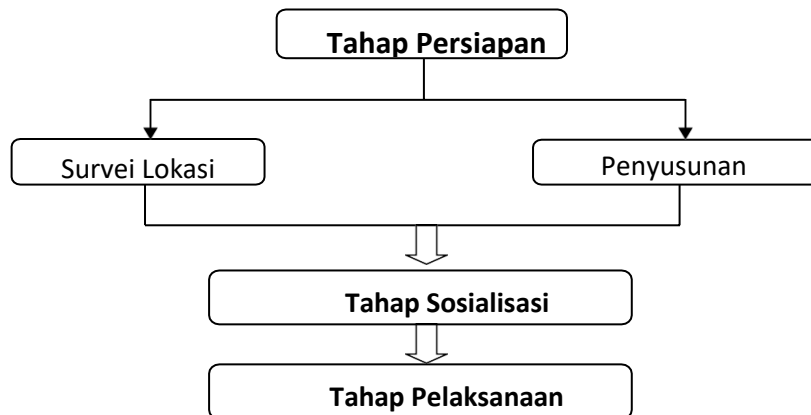 Tahap Persiapan
Survei Lokasi
Penyusunan
Tahap Sosialisasi
Tahap Pelaksanaan